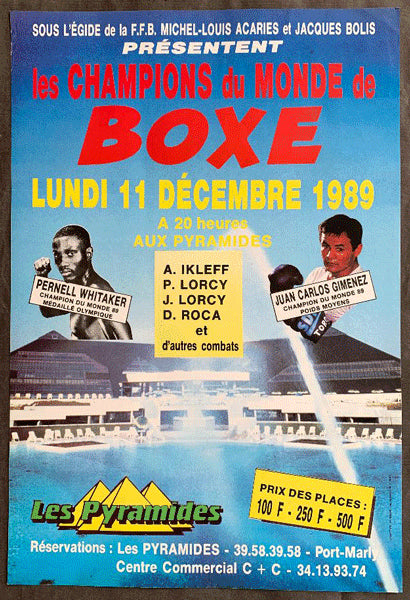 SOUS L'ÉGIDE de la F.F.B. MICHEL-LOUIS ACARIES et JACQUES BOLIS
PRÉSENTENT
les CHAMPIONS du MONDE de
BOXE
LUNDI 11 DÉCEMBRE 1989
A 20 heures
AUX PYRAMIDES
PERNELL WHITAKER
CHAMPION DU MONDE 89
MÉDAILLE OLYMPIQUE
A. IKLEFF
P. LORCY
J. LORCY
D. ROCA
et
d'autres combats
JUAN CARLOS GIMENEZ
CHAMPION DU MONDE 89
POIDS MOYENS
Les Pyramides
PRIX DES PLACES :
100 F - 250 F - 500 F
Réservations : Les PYRAMIDES - 39.58.39.58 - Port-Marly
Centre Commercial C + C - 34.13.93.74